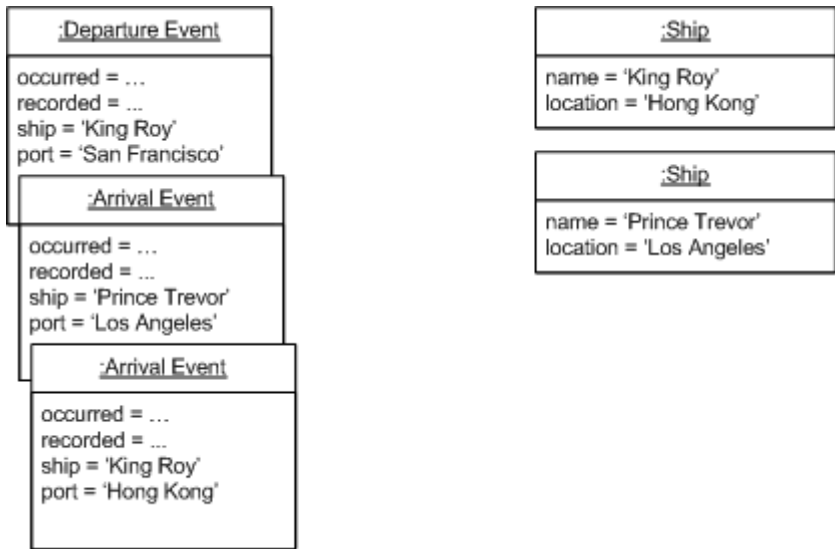 :Departure Event
occurred = …
recorded = ...
ship = 'King Roy'
port = 'San Francisco'
:Arrival Event
occurred = …
recorded = ...
ship = 'Prince Trevor'
port = 'Los Angeles'
:Arrival Event
occurred = …
recorded = ...
ship = 'King Roy'
port = 'Hong Kong'
:Ship
name = 'King Roy'
location = 'Hong Kong'
:Ship
name = 'Prince Trevor'
location = 'Los Angeles'